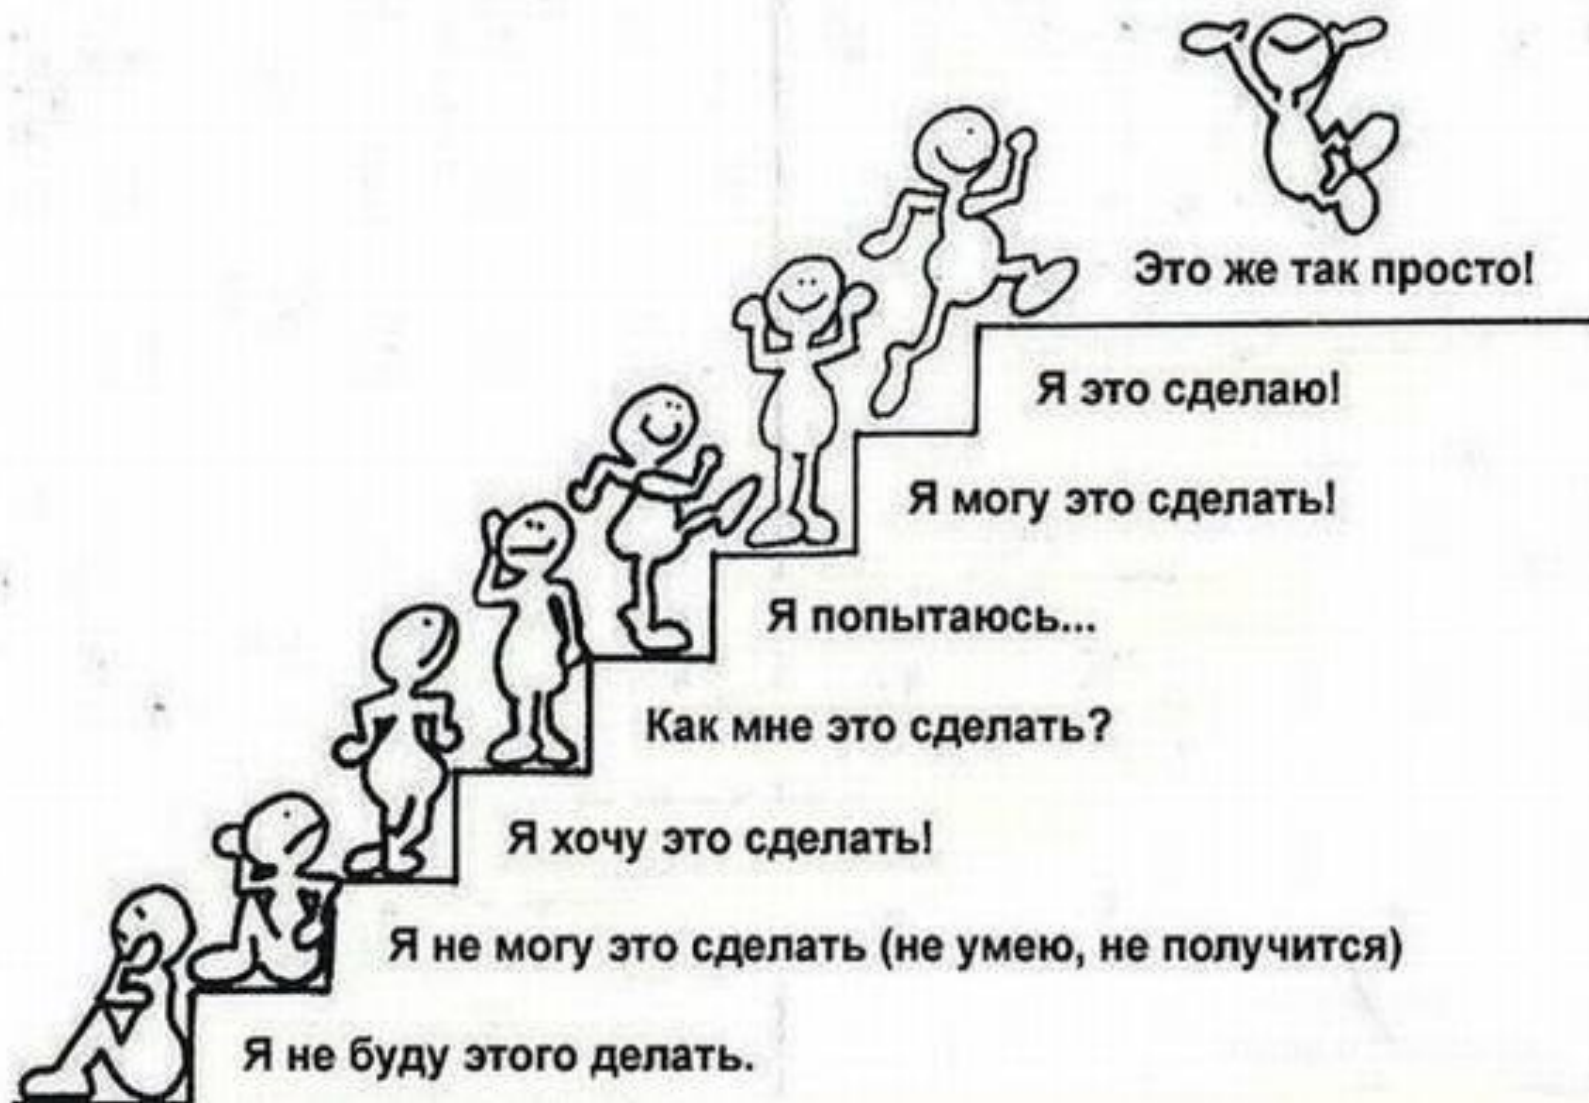 Это же так просто!
Я это сделаю!
Я могу это сделать!
Я попытаюсь...
Как мне это сделать?
Я хочу это сделать!
Я не могу это сделать (не умею, не получится)
Я не буду этого делать.